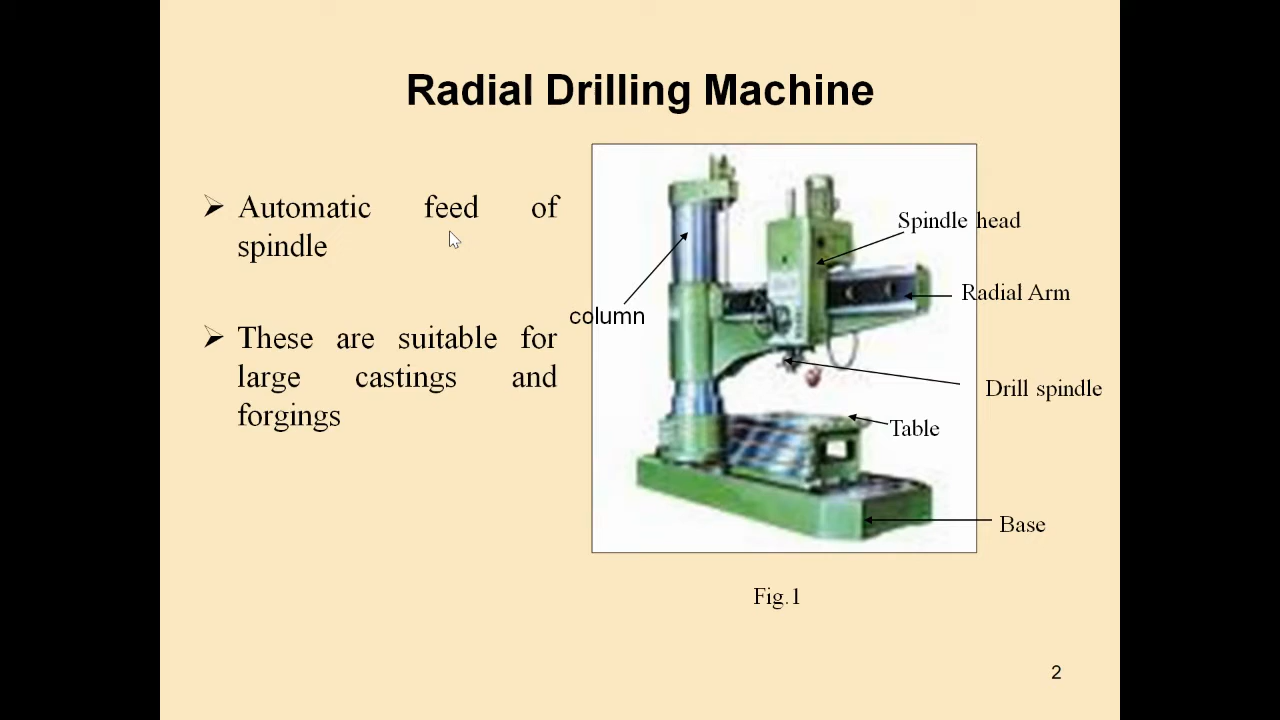 Radial Drilling Machine
Automatic feed of
spindle
These are suitable for
large castings and
forgings
Spindle head
Radial Arm
column
Drill spindle
Table
Base
Fig.1
2